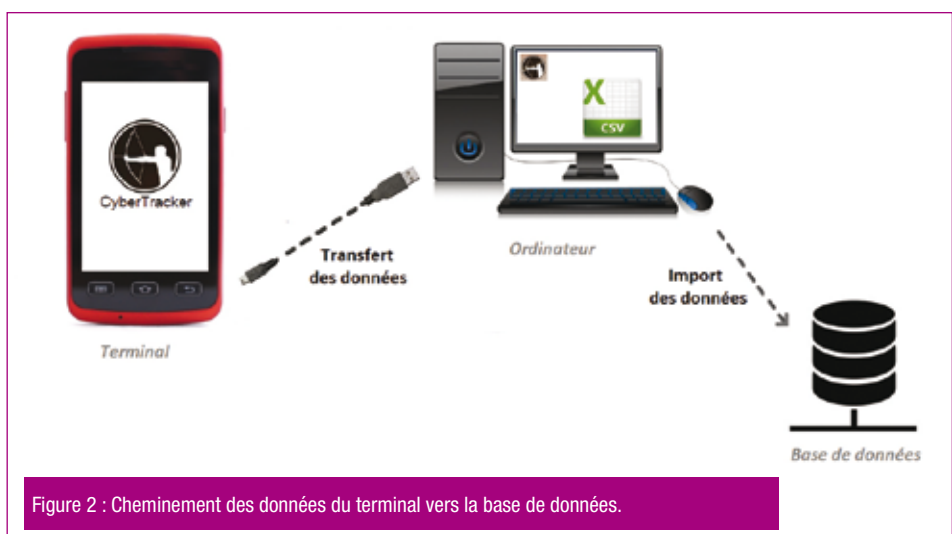 CyberTracker
Terminal
Transfert
des données
X
CSV
Ordinateur
Import
des données
Base de données
Figure 2 : Cheminement des données du terminal vers la base de données.